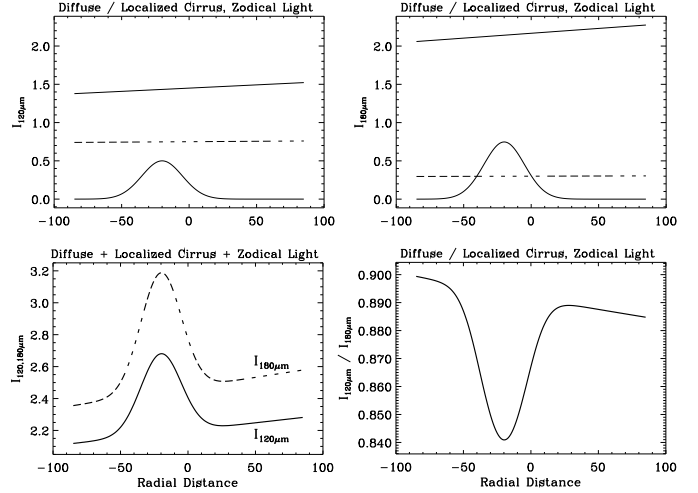 Diffuse / Localized Cirrus, Zodical Light
2.0
1.5
1.0
0.5
0.0
I120μm
-100 -50 0 50 100
Diffuse / Localized Cirrus, Zodical Light
2.0
1.5
1.0
0.5
0.0
I180μm
-100 -50 0 50 100
Diffuse + Localized Cirrus + Zodical Light
3.2
3.0
2.8
2.6
2.4
2.2
I120,180μm
I180μm
I120μm
-100 -50 0 50 100
Radial Distance
Diffuse / Localized Cirrus, Zodical Light
0.900
0.890
0.880
0.870
0.860
0.850
0.840
I120μm / I180μm
-100 -50 0 50 100
Radial Distance